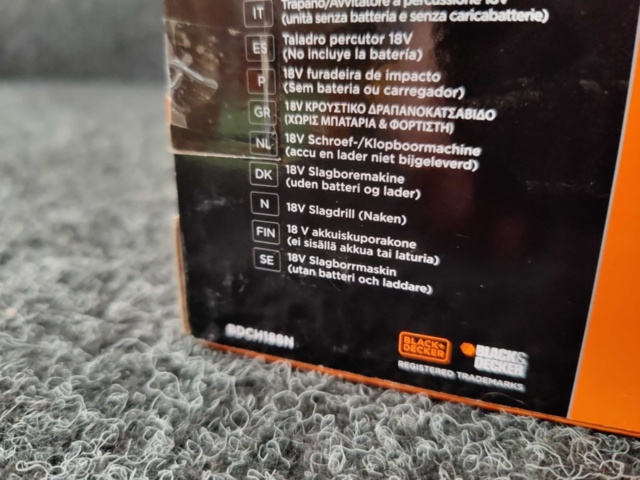 IT Trapano/Avvitatore a percussione 18V
(unità senza batteria e senza caricabatterie)
ES Taladro percutor 18V
(No incluye la batería)
P 18V furadeira de impacto
(Sem bateria ou carregador)
GR 18V ΚΡΟΥΣΤΙΚΟ ΔΡΑΠΑΝΟΚΑΤΣΑΒΙΔΟ
(ΧΩΡΙΣ ΜΠΑΤΑΡΙΑ & ΦΟΡΤΙΣΤΗ)
NL 18V Schroef-/Klopboormachine
(accu en lader niet bijgeleverd)
DK 18V Slagboremakine
(uden batteri og lader)
N 18V Slagdrill (Naken)
FIN 18 V akkuiskuporakone
(ei sisällä akkua tai laturia)
SE 18V Slagborrmaskin
(utan batteri och laddare)
BDCH188N
BLACK+
DECKER
BLACK&
DECKER
REGISTERED TRADEMARKS